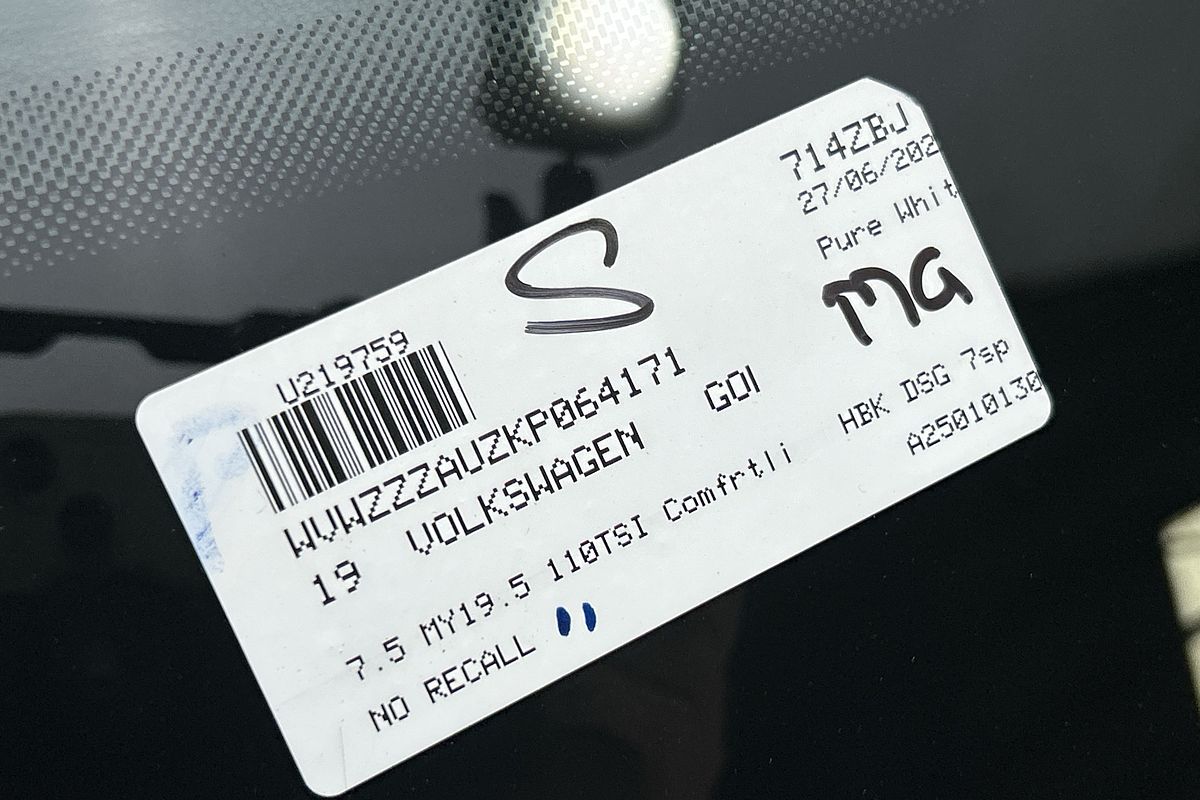 714ZBJ
27/06/202
Pure Whit
S
MG
U219759
WVWZZZAUZKP064171
19 VOLKSWAGEN GOl
7.5 MY19.5 110TSI Comfrtli HBK DSG 7sp
NO RECALL A25010130